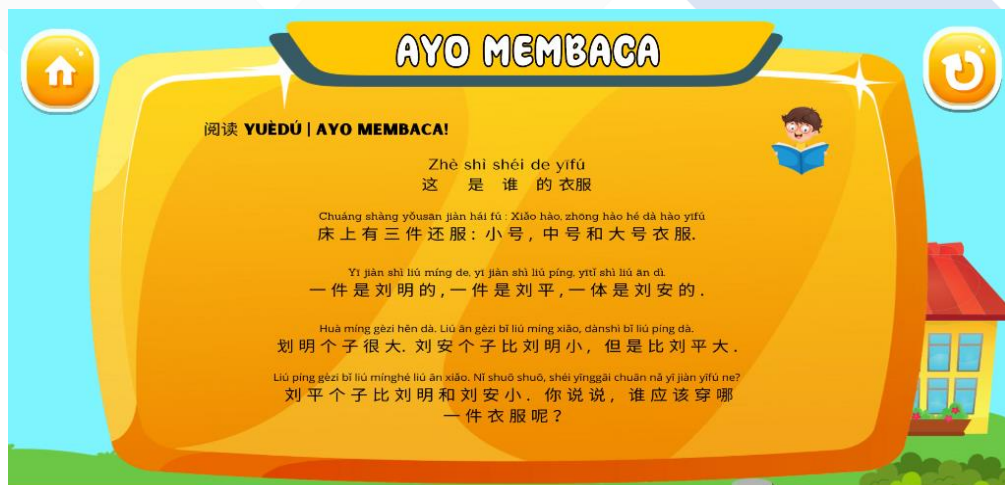 AYO MEMBACA
阅读 YUÈDÚ | AYO MEMBACA!
Zhè shì shéi de yīfú
这 是 谁 的 衣服
Chuáng shàng yǒusān jiàn hái fú : Xiǎo hào, zhōng hào hé dà hào yīfú
床上有三件还服: 小号, 中号和大号衣服.
Yī jiàn shì liú míng de, yī jiàn shì liú píng, yītǐ shì liú ān dì.
一件是刘明的,一件是刘平,一体是刘安的.
Huà míng gèzi hěn dà. Liú ān gèzi bǐ liú míng xiǎo, dànshì bǐ liú píng dà.
划明个子很大. 刘安个子比刘明小, 但是比刘平大.
Liú píng gèzi bǐ liú mínghé liú ān xiǎo. Nǐ shuō shuō, shéi yīnggāi chuān nǎ yī jiàn yīfú ne?
刘平个子比刘明和刘安小. 你说说, 谁应该穿哪
一件衣服呢?